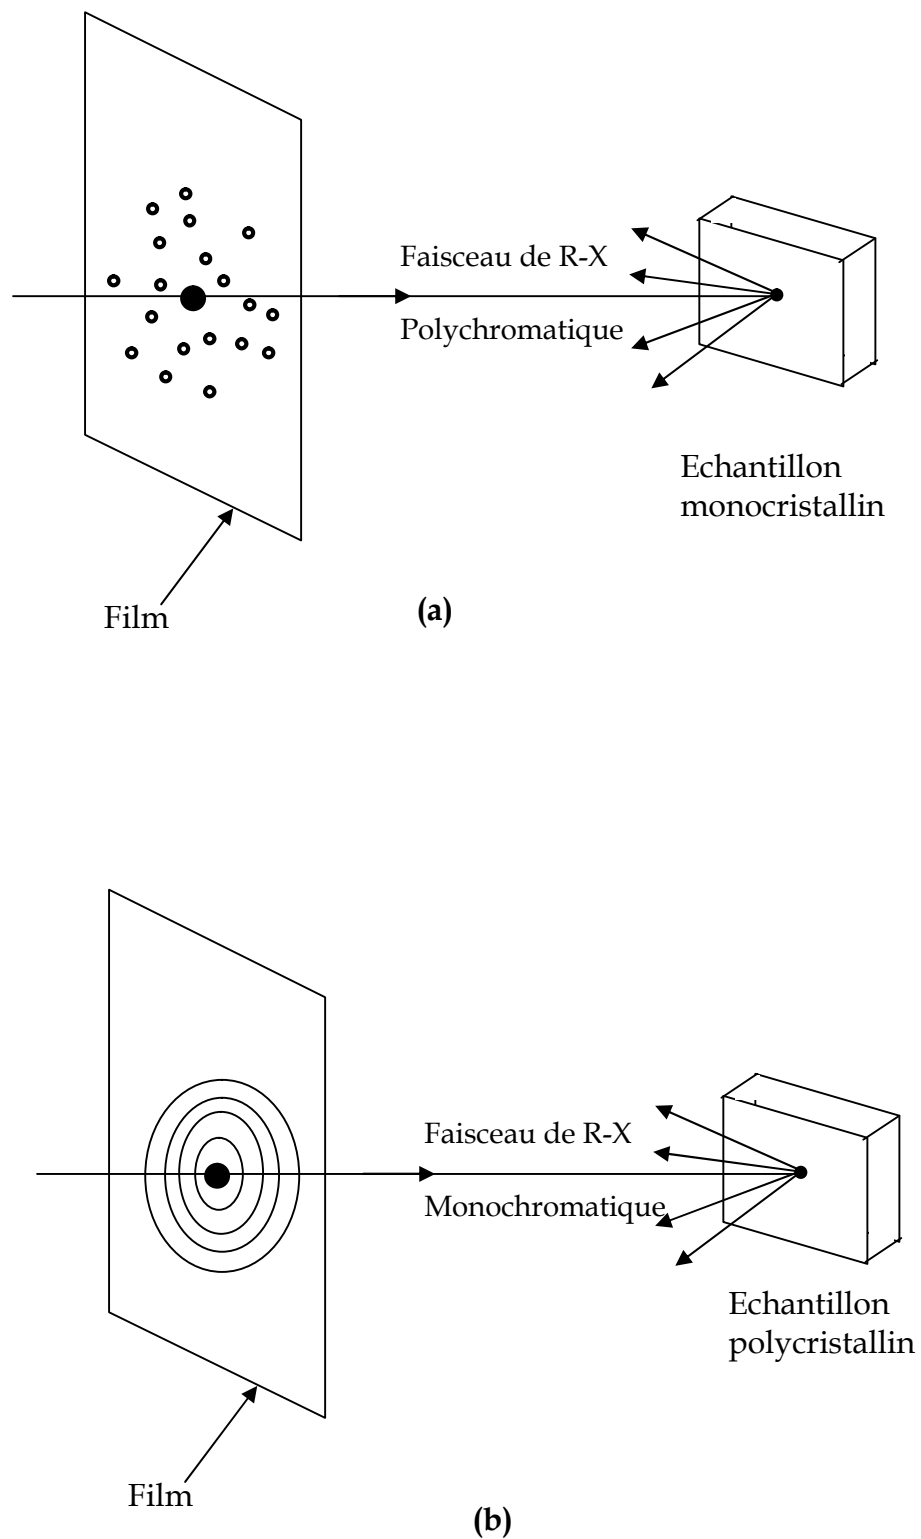 Faisceau de R-X
Polychromatique
Echantillon
monocristallin
Film
(a)
Faisceau de R-X
Monochromatique
Echantillon
polycristallin
Film
(b)